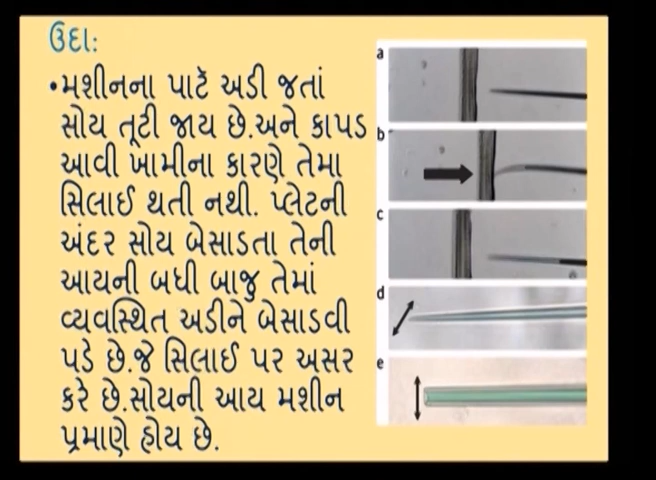 ઉદા:
•મશીનના પાર્ટ અડી જતાં
સોય તૂટી જાય છે.અને કાપડ
આવી ખામીના કારણે તેમા
સિલાઈ થતી નથી. પ્લેટની
અંદર સોય બેસાડતા તેની
આયની બધી બાજુ તેમાં
વ્યવસ્થિત અડીને બેસાડવી
પડે છે.જે સિલાઈ પર અસર
કરે છે.સોયની આય મશીન
પ્રમાણે હોય છે.
a
b
c
d
e